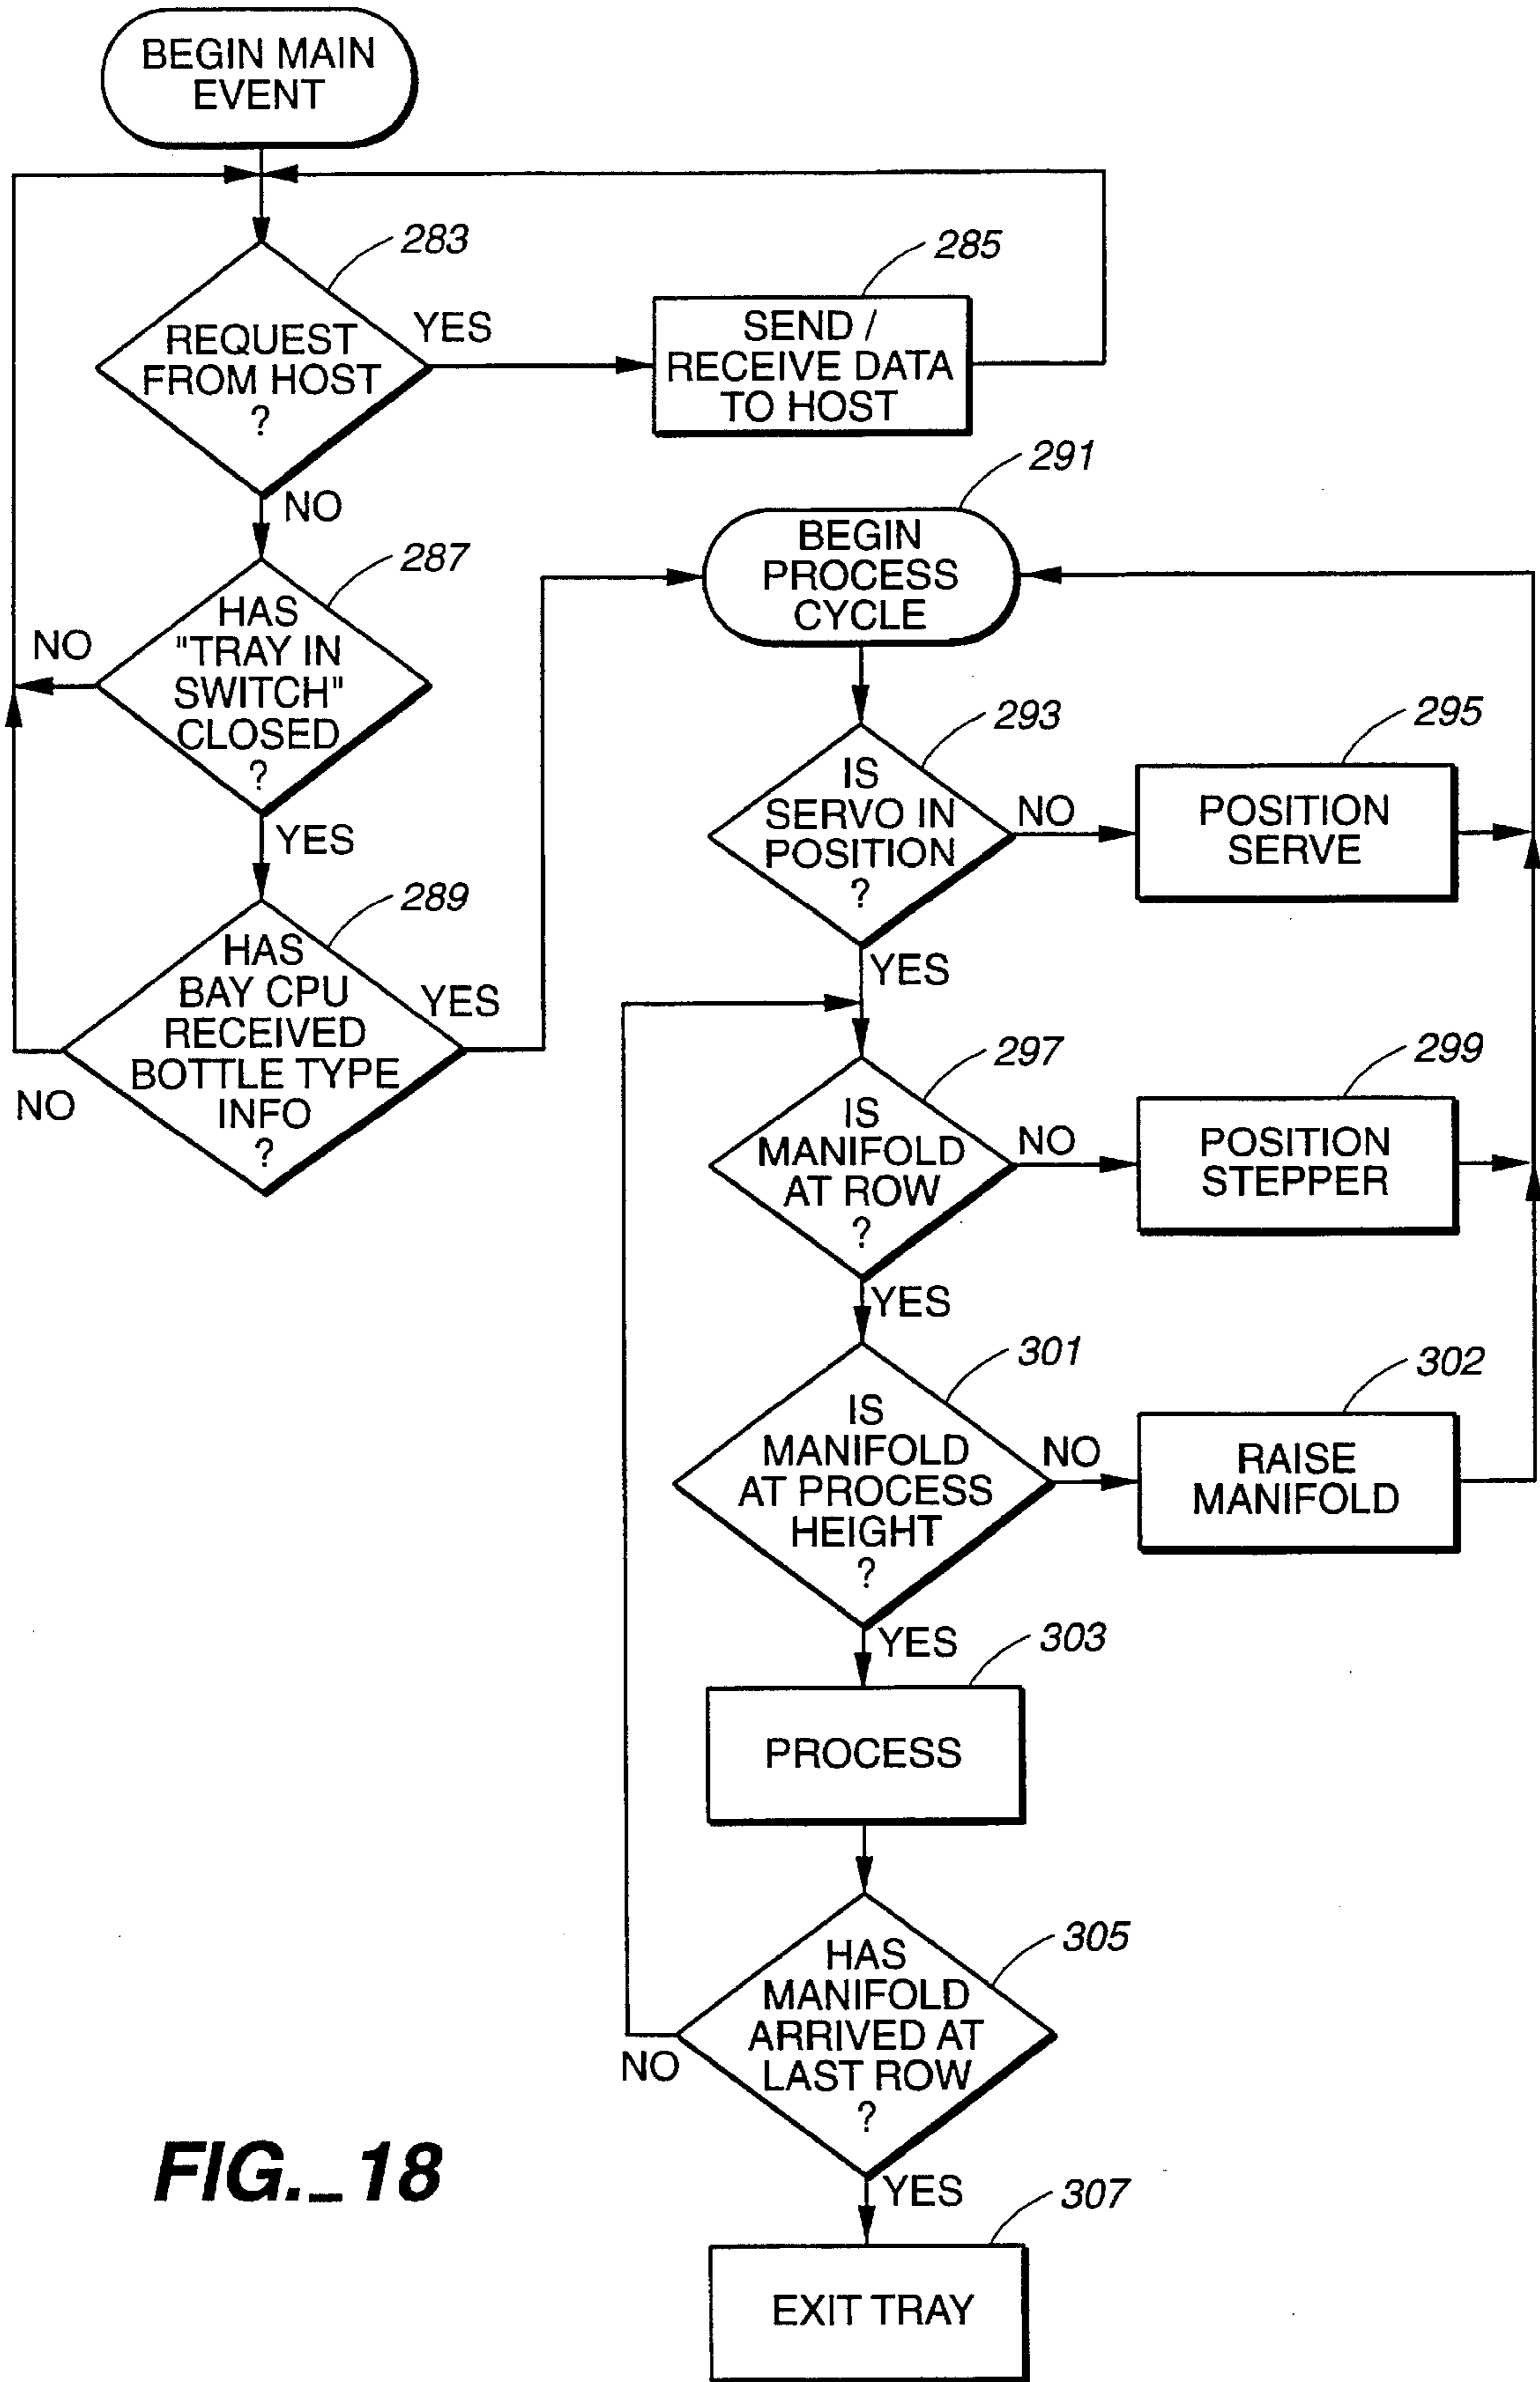 BEGIN MAIN
EVENT
283
REQUEST
FROM HOST
?
YES
NO
285
SEND /
RECEIVE DATA
TO HOST
287
HAS
"TRAY IN
SWITCH"
CLOSED
?
NO
YES
289
HAS
BAY CPU
RECEIVED
BOTTLE TYPE
INFO
?
YES
NO
291
BEGIN
PROCESS
CYCLE
293
IS
SERVO IN
POSITION
?
NO
YES
295
POSITION
SERVE
297
IS
MANIFOLD
AT ROW
?
NO
YES
299
POSITION
STEPPER
301
IS
MANIFOLD
AT PROCESS
HEIGHT
?
NO
YES
302
RAISE
MANIFOLD
303
PROCESS
305
HAS
MANIFOLD
ARRIVED AT
LAST ROW
?
NO
YES
307
EXIT TRAY
FIG._18